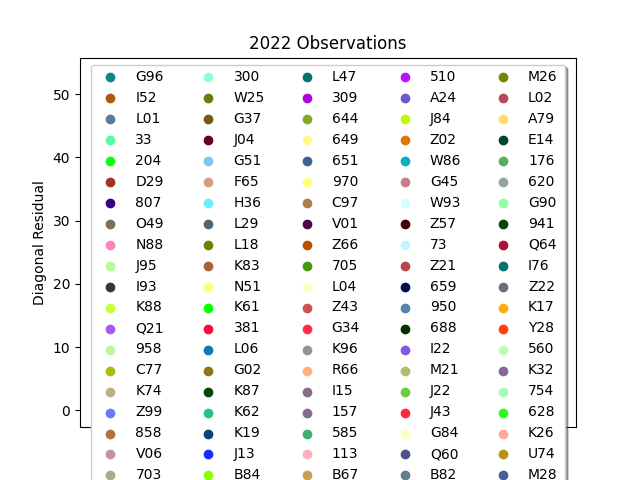 2022 Observations
Diagonal Residual
50
40
30
20
10
0
G96 300 L47 510 M26
I52 W25 309 A24 L02
L01 G37 644 J84 A79
33 J04 649 Z02 E14
204 G51 651 W86 176
D29 F65 970 G45 620
807 H36 C97 W93 G90
O49 L29 V01 Z57 941
N88 L18 Z66 73 Q64
J95 K83 705 Z21 I76
I93 N51 L04 659 Z22
K88 K61 Z43 950 K17
Q21 381 G34 688 Y28
958 L06 K96 I22 560
C77 G02 R66 M21 K32
K74 K87 I15 J22 754
Z99 K62 157 J43 628
858 K19 585 G84 K26
V06 J13 113 Q60 U74
703 B84 B67 B82 M28